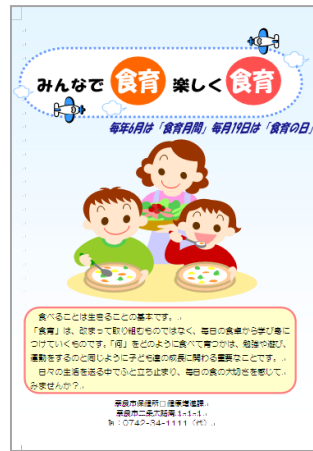 みんなで 食育 楽しく 食育
毎年6月は「食育月間」毎月19日は「食育の日」
食べることは生きることの基本です。
「食育」は、改まって取り組むものではなく、毎日の食卓から学び身に
つけていくものです。「何」をどのように食べて育つかは、勉強や遊び、
運動をするのと同じように子ども達の成長に関わる重要なことです。
日々の生活を送る中でふと立ち止まり、毎日の食の大切さを感じて
みませんか?
奈良市保健所□健康増進課
奈良市二条大路南1-1-1
℡:0742-34-1111(代)